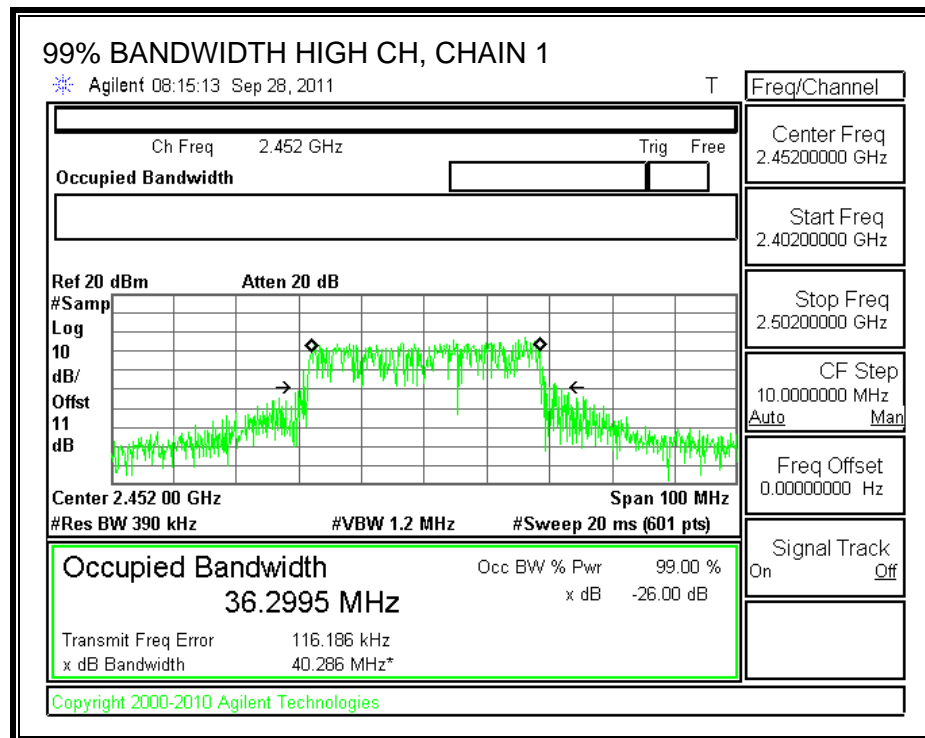 99% BANDWIDTH HIGH CH, CHAIN 1
Agilent 08:15:13 Sep 28, 2011 T
Freq/Channel
Ch Freq 2.452 GHz Trig Free
Occupied Bandwidth
Center Freq
2.45200000 GHz
Start Freq
2.40200000 GHz
Stop Freq
2.50200000 GHz
CF Step
10.0000000 MHz
Auto Man
Freq Offset
0.00000000 Hz
Signal Track
On Off
Ref 20 dBm Atten 20 dB
#Samp
Log
10
dB/
Offst
11
dB
Center 2.452 00 GHz Span 100 MHz
#Res BW 390 kHz #VBW 1.2 MHz #Sweep 20 ms (601 pts)
Occupied Bandwidth
36.2995 MHz
Occ BW % Pwr 99.00 %
x dB -26.00 dB
Transmit Freq Error 116.186 kHz
x dB Bandwidth 40.286 MHz*
Copyright 2000-2010 Agilent Technologies